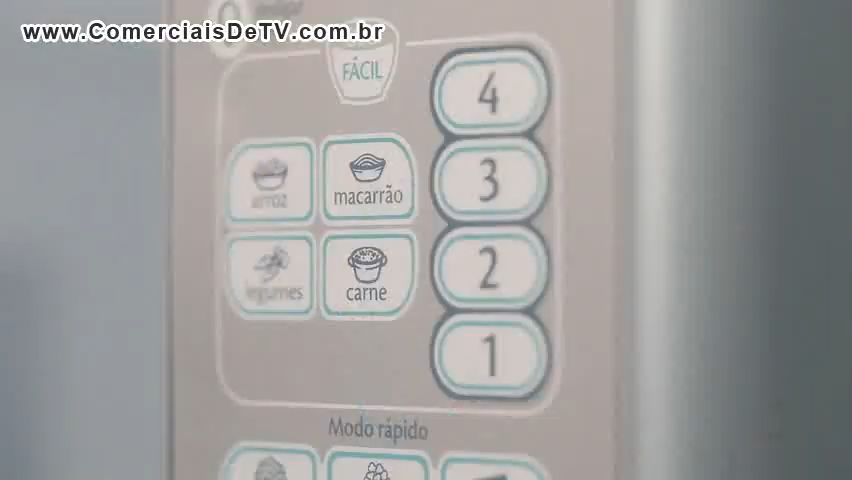 www.ComerciaisDeTV.com.br
FÁCIL
4
arroz
macarrão
3
legumes
carne
2
1
Modo rápido